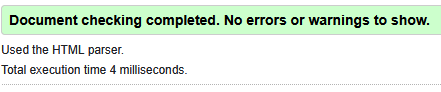 Document checking completed. No errors or warnings to show.
Used the HTML parser.
Total execution time 4 milliseconds.